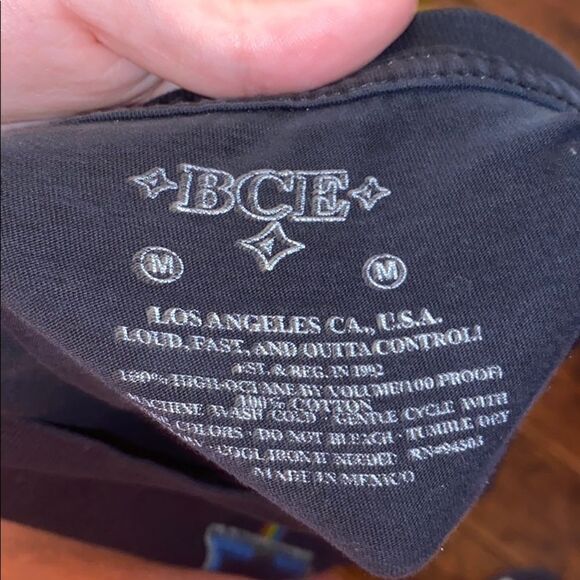 BCE
M M
LOS ANGELES CA., U.S.A.
LOUD, FAST, AND OUTTA CONTROL!
EST. & REG. IN 1992
100% HIGH-OCTANE BY VOLUME (100 PROOF)
100% COTTON
MACHINE WASH COLD · GENTLE CYCLE WITH
COLORS · DO NOT BLEACH · TUMBLE DRY
COOL IRON IF NEEDED RN#94503
MADE IN MEXICO